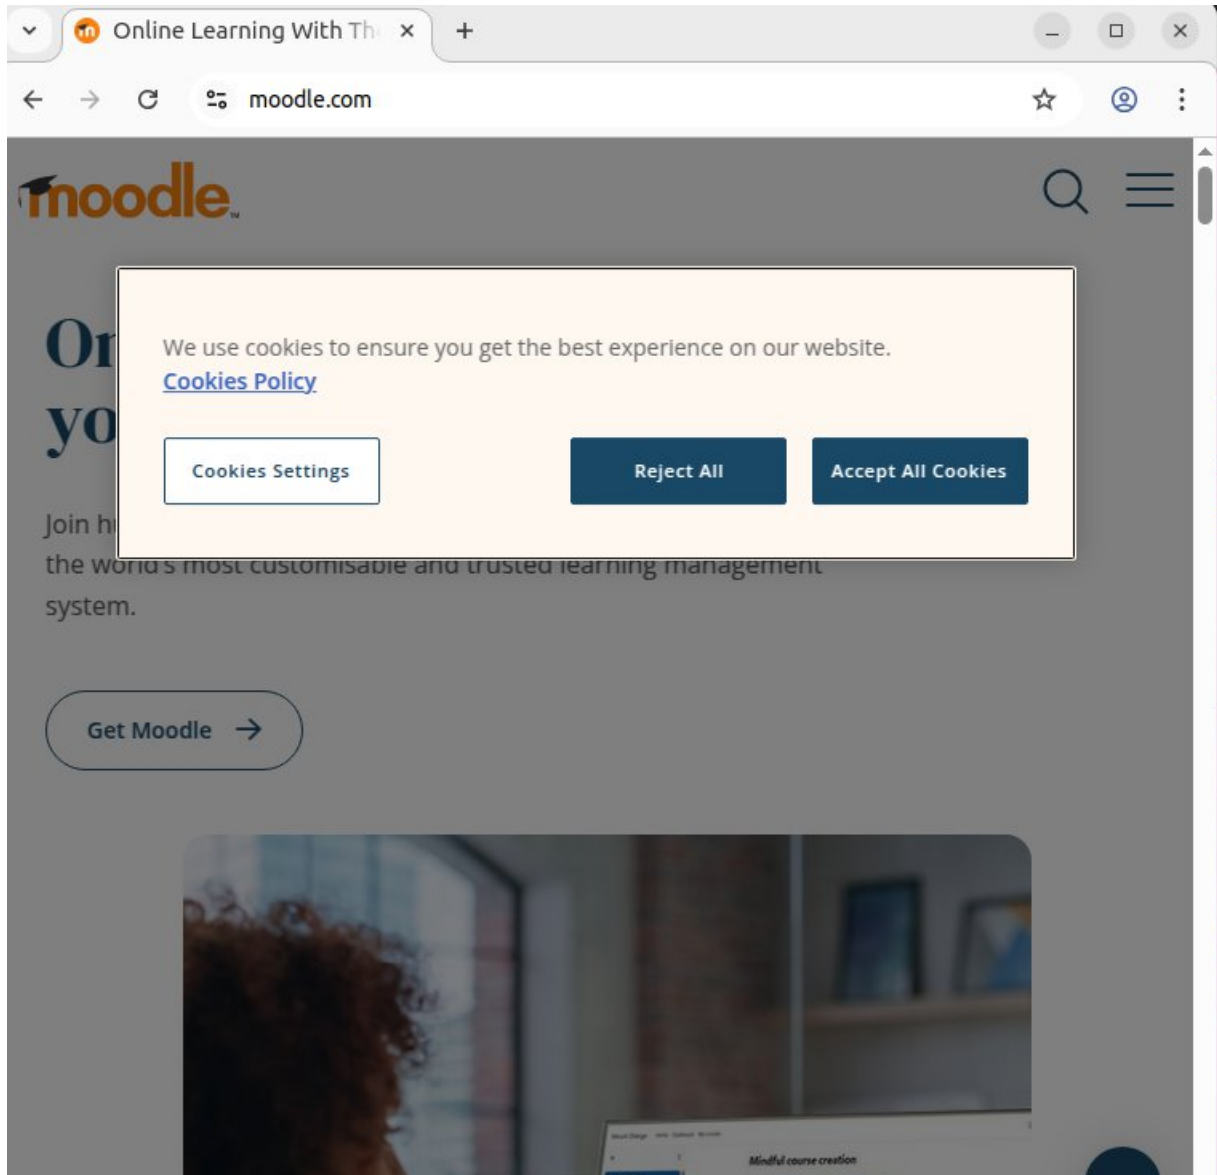 Online Learning With Th
moodle.com
moodle
We use cookies to ensure you get the best experience on our website.
Cookies Policy
Cookies Settings
Reject All
Accept All Cookies
Join
the world's most customisable and trusted learning management
system.
Get Moodle
Mindful course creation